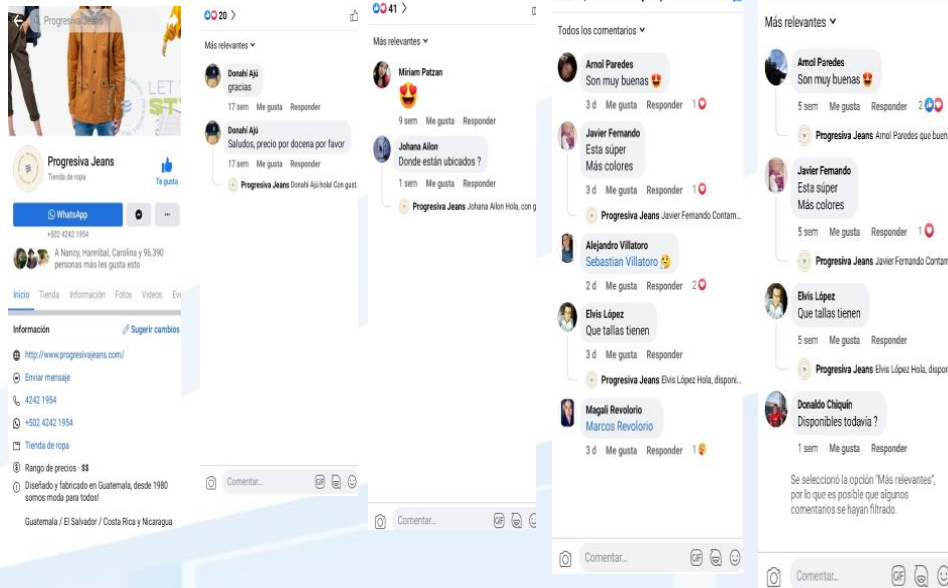 Progresiva Jeans
LET
ST
Progresiva Jeans
Tienda de ropa
Te gusta
WhatsApp
+502 4242 1954
A Nancy, Hannibal, Carolina y 96.390
personas más les gusta esto
Inicio Tienda Información Fotos Videos Eve
Información
Sugerir cambios
http://www.progresivajeans.com/
Enviar mensaje
4242 1954
+502 4242 1954
Tienda de ropa
Rango de precios · $$
Diseñado y fabricado en Guatemala, desde 1980
somos moda para todos!
Guatemala / El Salvador / Costa Rica y Nicaragua
20
Más relevantes
Donahí Ajú
gracias
17 sem Me gusta Responder
Donahí Ajú
Saludos, precio por docena por favor
17 sem Me gusta Responder
Progresiva Jeans Donahí Ajú hola! Con gust.
Comentar...
GIF
41
Más relevantes
Miriam Patzan
😍
9 sem Me gusta Responder
Johana Ailon
Donde están ubicados ?
1 sem Me gusta Responder
Progresiva Jeans Johana Ailon Hola, con g
Comentar...
GIF
Todos los comentarios
Arnol Paredes
Son muy buenas 😍
3 d Me gusta Responder 1
Javier Fernando
Esta súper
Más colores
3 d Me gusta Responder 1
Progresiva Jeans Javier Fernando Contam...
Alejandro Villatoro
Sebastian Villatoro 🤔
2 d Me gusta Responder 2
Elvis López
Que tallas tienen
3 d Me gusta Responder
Progresiva Jeans Elvis López Hola, disponi...
Magali Revolorio
Marcos Revolorio
3 d Me gusta Responder 1
Comentar...
GIF
Más relevantes
Arnol Paredes
Son muy buenas 😍
5 sem Me gusta Responder 2
Progresiva Jeans Arnol Paredes que buen
Javier Fernando
Esta súper
Más colores
5 sem Me gusta Responder 1
Progresiva Jeans Javier Fernando Contam
Elvis López
Que tallas tienen
5 sem Me gusta Responder
Progresiva Jeans Elvis López Hola, dispor
Donaldo Chiquín
Disponibles todavía ?
1 sem Me gusta Responder
Se seleccionó la opción "Más relevantes",
por lo que es posible que algunos
comentarios se hayan filtrado.
Comentar...
GIF